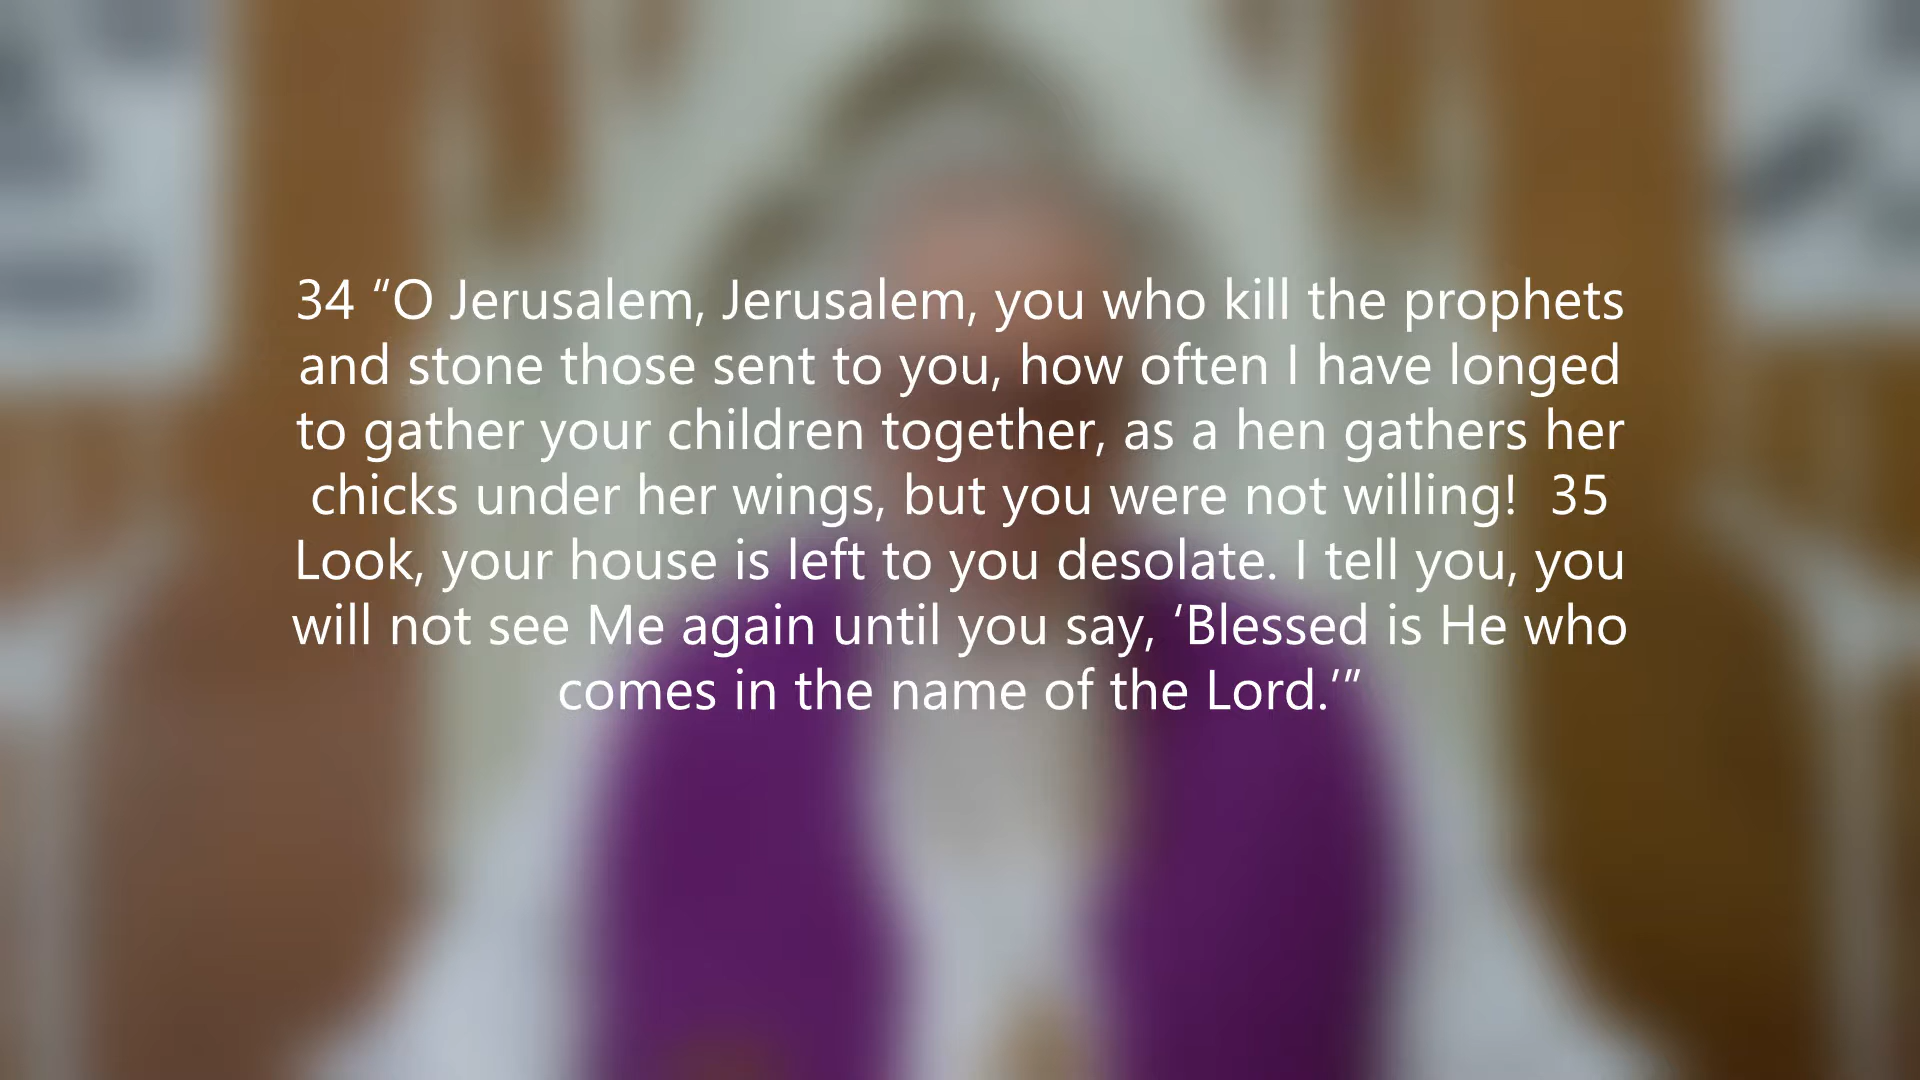 34 “O Jerusalem, Jerusalem, you who kill the prophets
and stone those sent to you, how often I have longed
to gather your children together, as a hen gathers her
chicks under her wings, but you were not willing!  35
Look, your house is left to you desolate. I tell you, you
will not see Me again until you say, ‘Blessed is He who
comes in the name of the Lord.’”